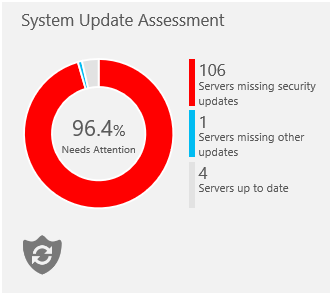 System Update Assessment
96.4%
Needs Attention
106
Servers missing security
updates
1
Servers missing other
updates
4
Servers up to date